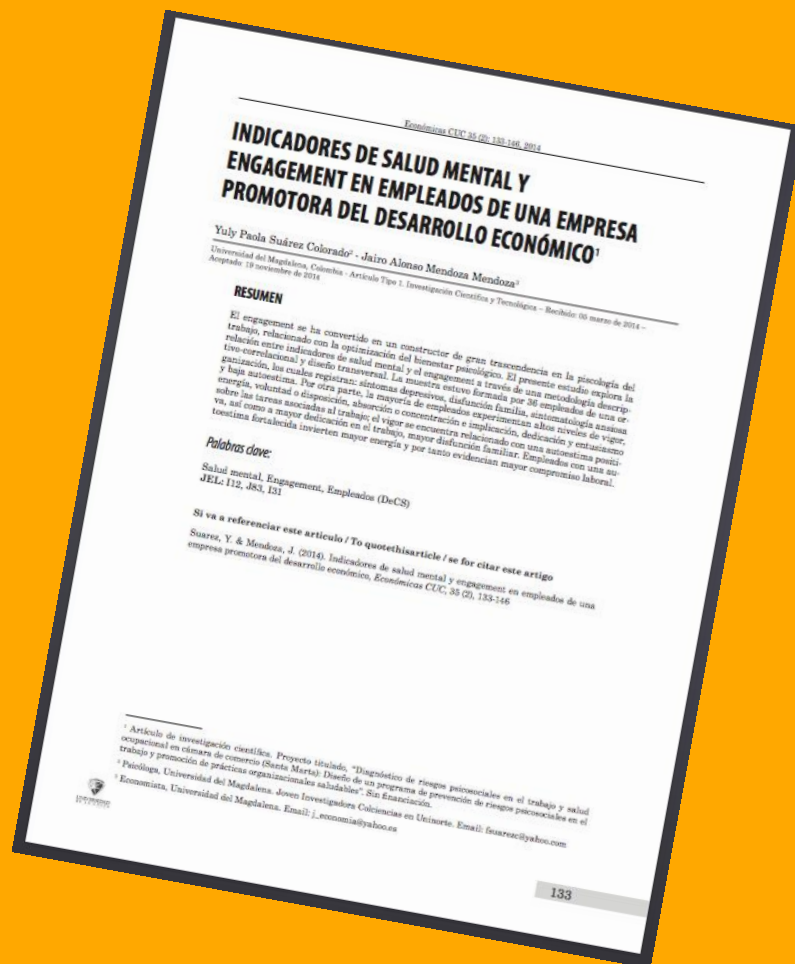 Económicas CUC 35 (2): 133-146, 2014
INDICADORES DE SALUD MENTAL Y
ENGAGEMENT EN EMPLEADOS DE UNA EMPRESA
PROMOTORA DEL DESARROLLO ECONÓMICO¹
Yuly Paola Suárez Colorado² - Jairo Alonso Mendoza Mendoza³
Universidad del Magdalena, Colombia - Artículo Tipo 1. Investigación Científica y Tecnológica – Recibido: 05 marzo de 2014 –
Aceptado: 19 noviembre de 2014
RESUMEN
El engagement se ha convertido en un constructor de gran trascendencia en la piscología del
trabajo, relacionado con la optimización del bienestar psicológico. El presente estudio explora la
relación entre indicadores de salud mental y el engagement a través de una metodología descrip-
tivo-correlacional y diseño transversal. La muestra estuvo formada por 36 empleados de una or-
ganización, los cuales registran: síntomas depresivos, disfunción familia, sintomatología ansiosa
y baja autoestima. Por otra parte, la mayoría de empleados experimentan altos niveles de vigor,
energía, voluntad o disposición, absorción o concentración e implicación, dedicación y entusiasmo
sobre las tareas asociadas al trabajo; el vigor se encuentra relacionado con una autoestima positi-
va, así como a mayor dedicación en el trabajo, mayor disfunción familiar. Empleados con una au-
toestima fortalecida invierten mayor energía y por tanto evidencian mayor compromiso laboral.
Palabras clave:
Salud mental, Engagement, Empleados (DeCS)
JEL: I12, J83, I31
Si va a referenciar este articulo / To quotethisarticle / se for citar este artigo
Suarez, Y. & Mendoza, J. (2014). Indicadores de salud mental y engagement en empleados de una
empresa promotora del desarrollo económico, Económicas CUC, 35 (2), 133-146
¹ Artículo de investigación científica. Proyecto titulado, "Diagnóstico de riesgos psicosociales en el trabajo y salud
ocupacional en cámara de comercio (Santa Marta): Diseño de un programa de prevención de riesgos psicosociales en el
trabajo y promoción de prácticas organizacionales saludables". Sin financiación.
² Psicóloga, Universidad del Magdalena. Joven Investigadora Colciencias en Uninorte. Email: fsuarezc@yahoo.com
³ Economista, Universidad del Magdalena. Email: j_economia@yahoo.es
133